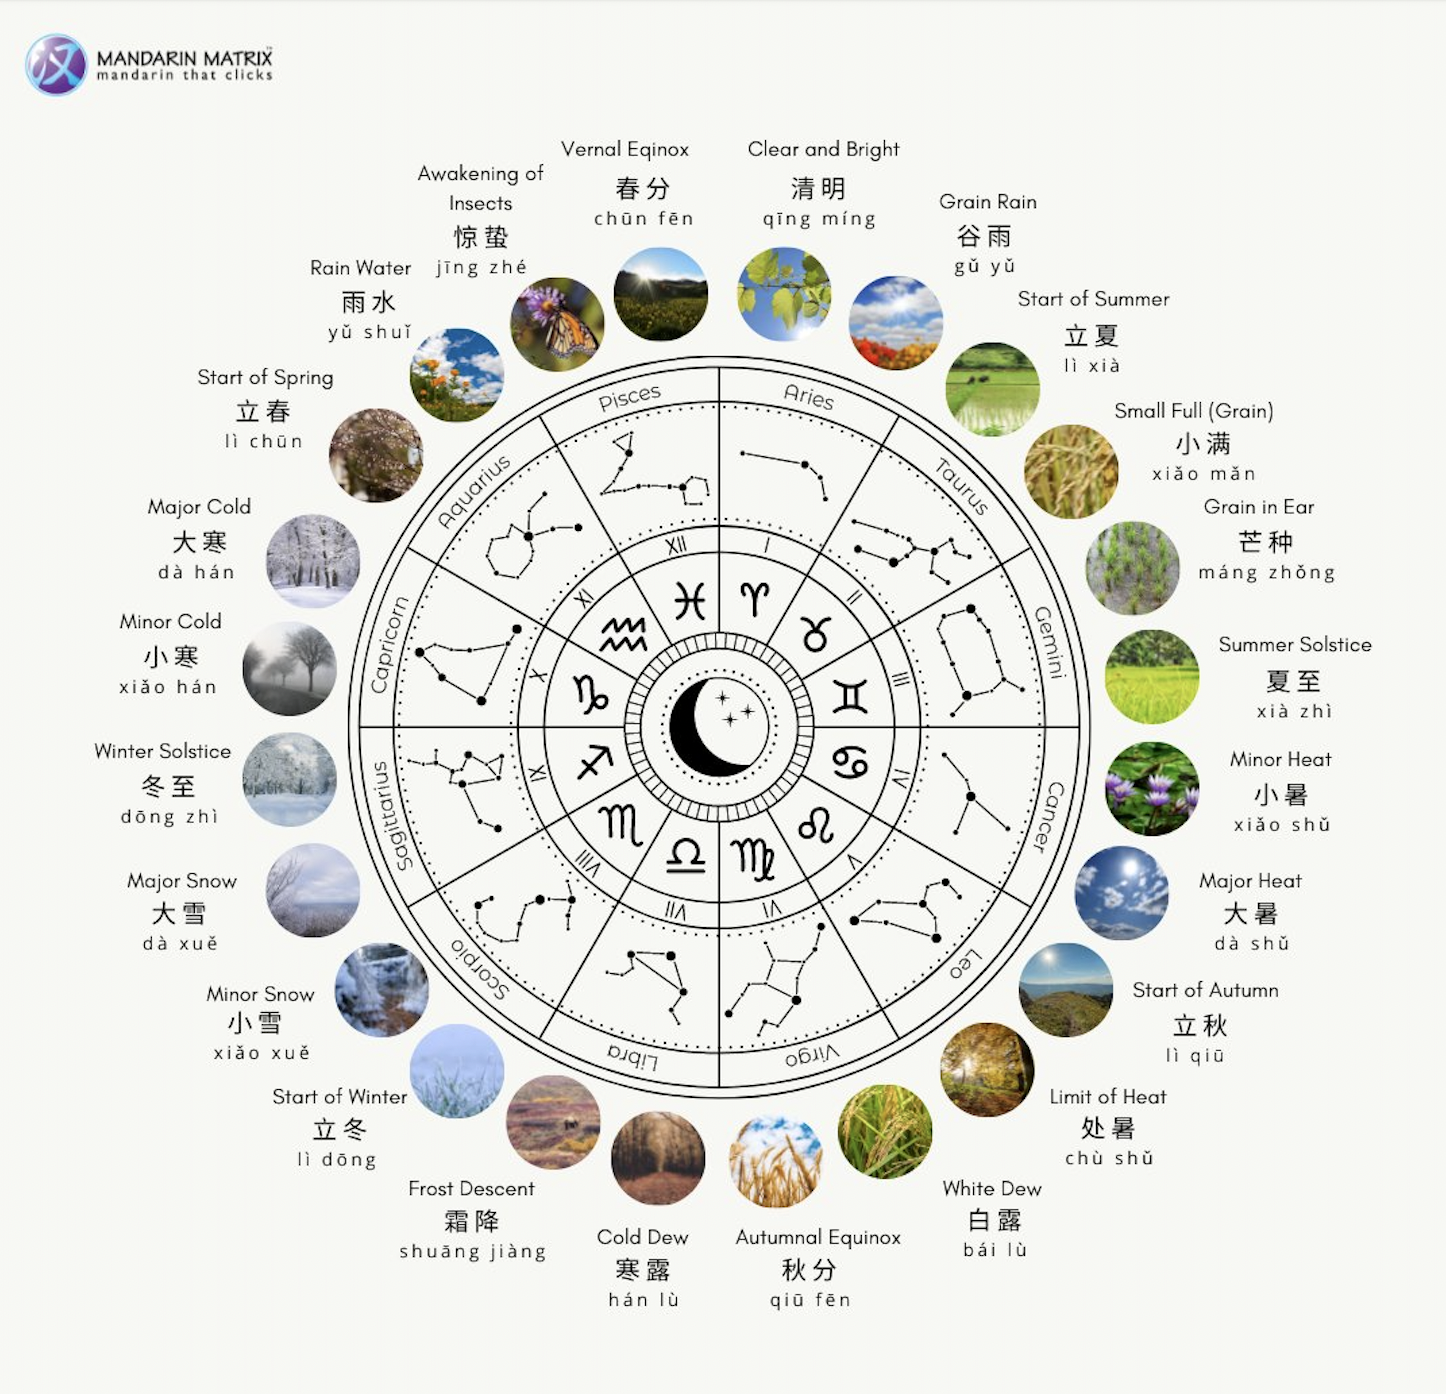 MANDARIN MATRIX™
mandarin that clicks
Vernal Eqinox
春分
chūn fēn
Clear and Bright
清明
qīng míng
Grain Rain
谷雨
gǔ yǔ
Start of Summer
立夏
lì xià
Small Full (Grain)
小满
xiǎo mǎn
Grain in Ear
芒种
máng zhǒng
Summer Solstice
夏至
xià zhì
Minor Heat
小暑
xiǎo shǔ
Major Heat
大暑
dà shǔ
Start of Autumn
立秋
lì qiū
Limit of Heat
处暑
chù shǔ
White Dew
白露
bái lù
Autumnal Equinox
秋分
qiū fēn
Cold Dew
寒露
hán lù
Frost Descent
霜降
shuāng jiàng
Start of Winter
立冬
lì dōng
Minor Snow
小雪
xiǎo xuě
Major Snow
大雪
dà xuě
Winter Solstice
冬至
dōng zhì
Minor Cold
小寒
xiǎo hán
Major Cold
大寒
dà hán
Start of Spring
立春
lì chūn
Rain Water
雨水
yǔ shuǐ
Awakening of
Insects
惊蛰
jīng zhé
Aries
Taurus
Gemini
Cancer
Leo
Virgo
Libra
Scorpio
Sagittarius
Capricorn
Aquarius
Pisces
I
II
III
IV
V
VI
VII
VIII
IX
X
XI
XII